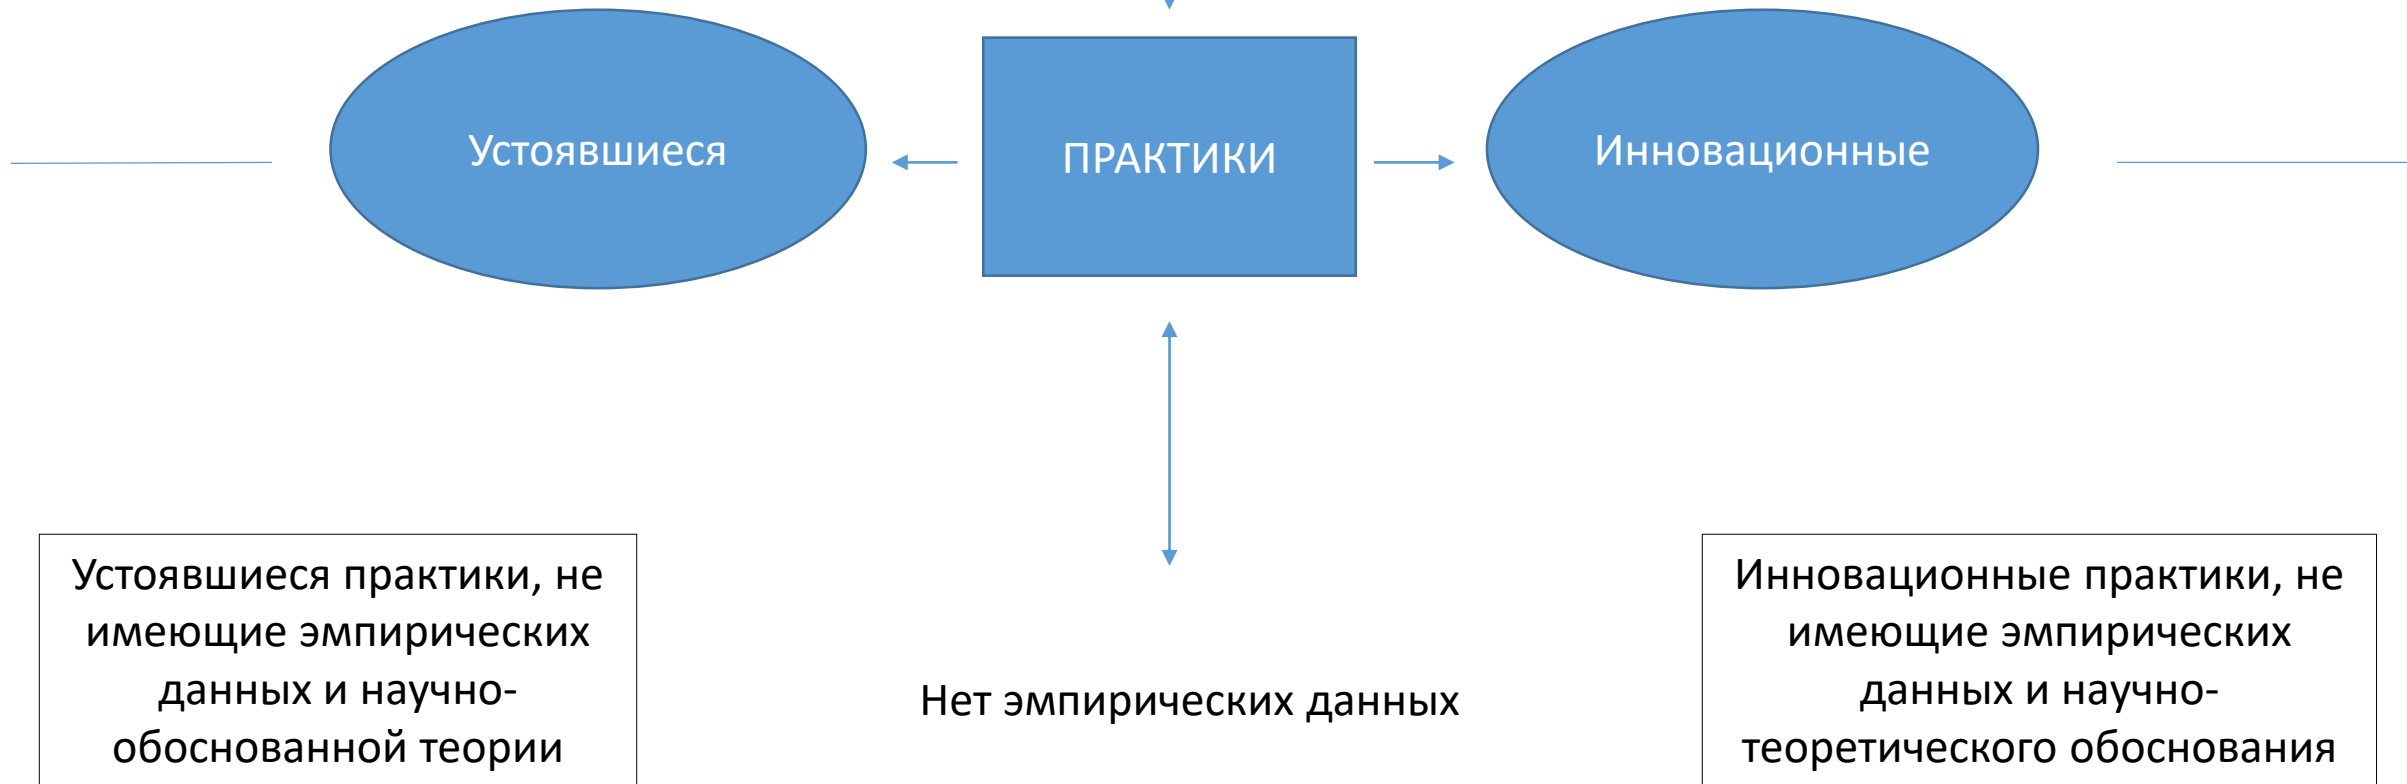 Устоявшиеся
ПРАКТИКИ
Инновационные
Устоявшиеся практики, не
имеющие эмпирических
данных и научно-
обоснованной теории
Нет эмпирических данных
Инновационные практики, не
имеющие эмпирических
данных и научно-
теоретического обоснования